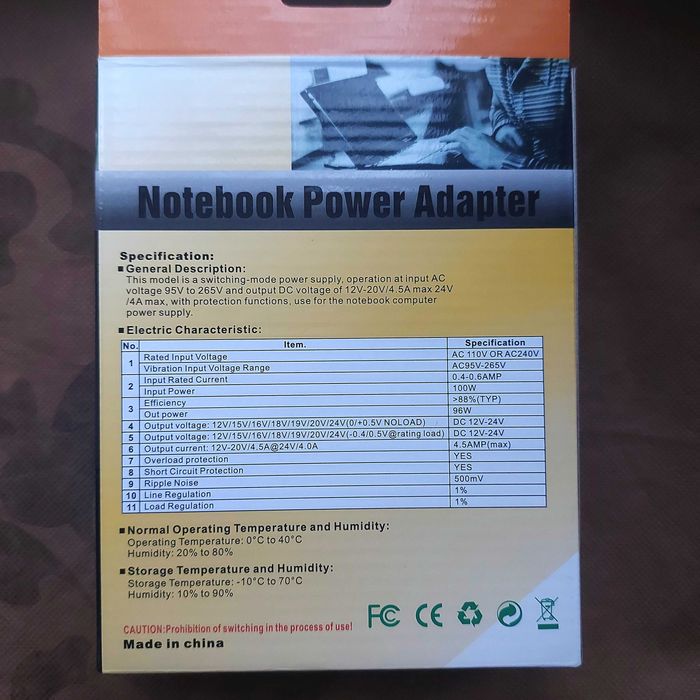 Notebook Power Adapter
Specification:
■General Description:
This model is a switching-mode power supply, operation at input AC
voltage 95V to 265V and output DC voltage of 12V-20V/4.5A max 24V
/4A max, with protection functions, use for the notebook computer
power supply.
■Electric Characteristic:
No. Item. Specification
1 Rated Input Voltage AC 110V OR AC240V
Vibration Input Voltage Range AC95V-265V
2 Input Rated Current 0.4-0.6AMP
Input Power 100W
3 Efficiency >88%(TYP)
Out power 96W
4 Output voltage: 12V/15V/16V/18V/19V/20V/24V(0/+0.5V NOLOAD) DC 12V-24V
5 Output voltage: 12V/15V/16V/18V/19V/20V/24V(-0.4/0.5V@rating load) DC 12V-24V
6 Output current: 12V-20V/4.5A@24V/4.0A 4.5AMP(max)
7 Overload protection YES
8 Short Circuit Protection YES
9 Ripple Noise 500mV
10 Line Regulation 1%
11 Load Regulation 1%
■Normal Operating Temperature and Humidity:
Operating Temperature: 0°C to 40°C
Humidity: 20% to 80%
■Storage Temperature and Humidity:
Storage Temperature: -10°C to 70°C
Humidity: 10% to 90%
CAUTION:Prohibition of switching in the process of use!
FC CE
Made in china